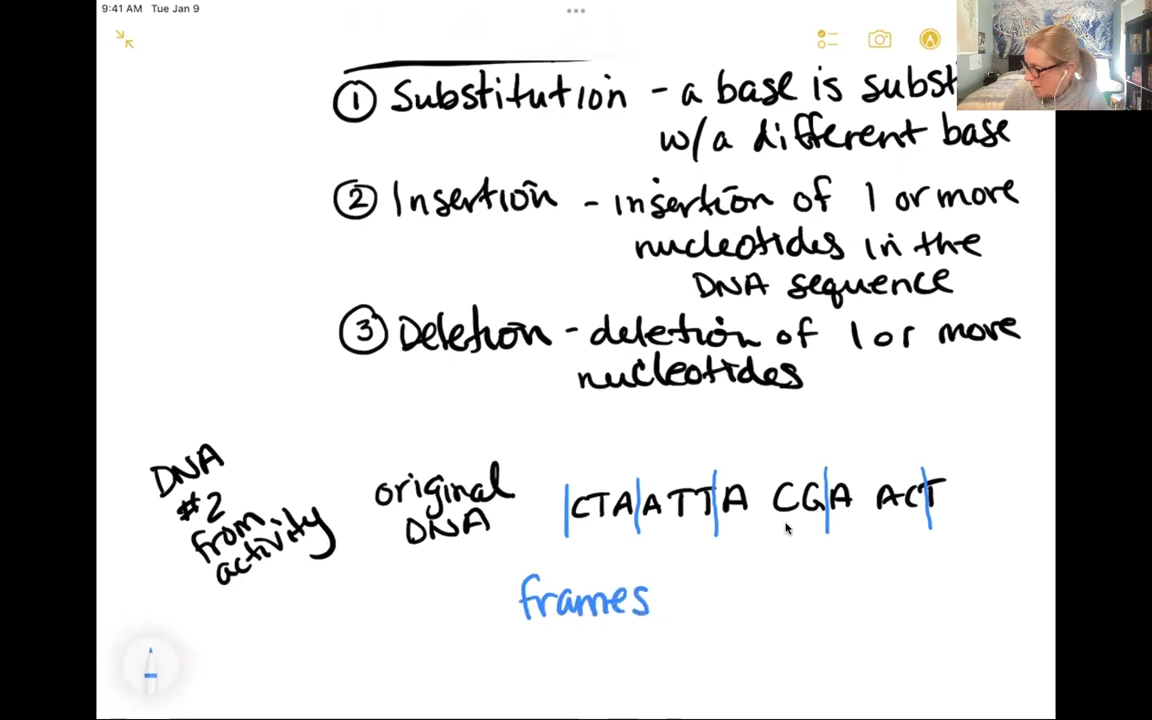 9:41 AM Tue Jan 9
① Substitution - a base is subst
w/a different base
② Insertion - insertion of 1 or more
nucleotides in the
DNA sequence
③ Deletion - deletion of 1 or more
nucleotides
DNA
#2
from
activity
original
DNA
|CTA|ATT|A CG|A AC|T
frames